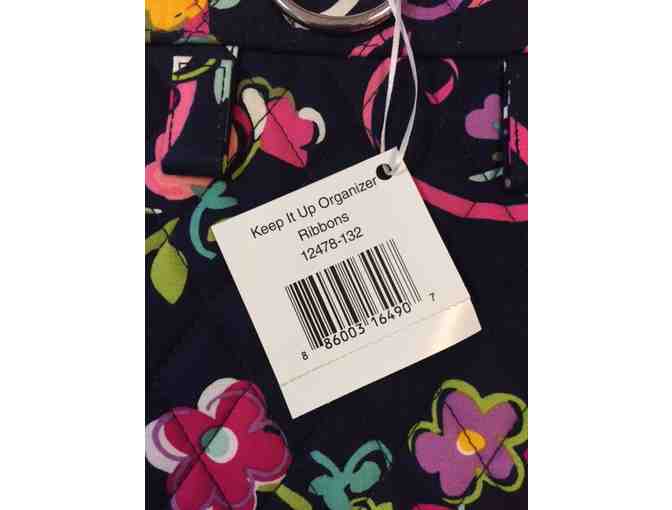 Keep It Up Organizer
Ribbons
12478-132
8 86003 16490 7